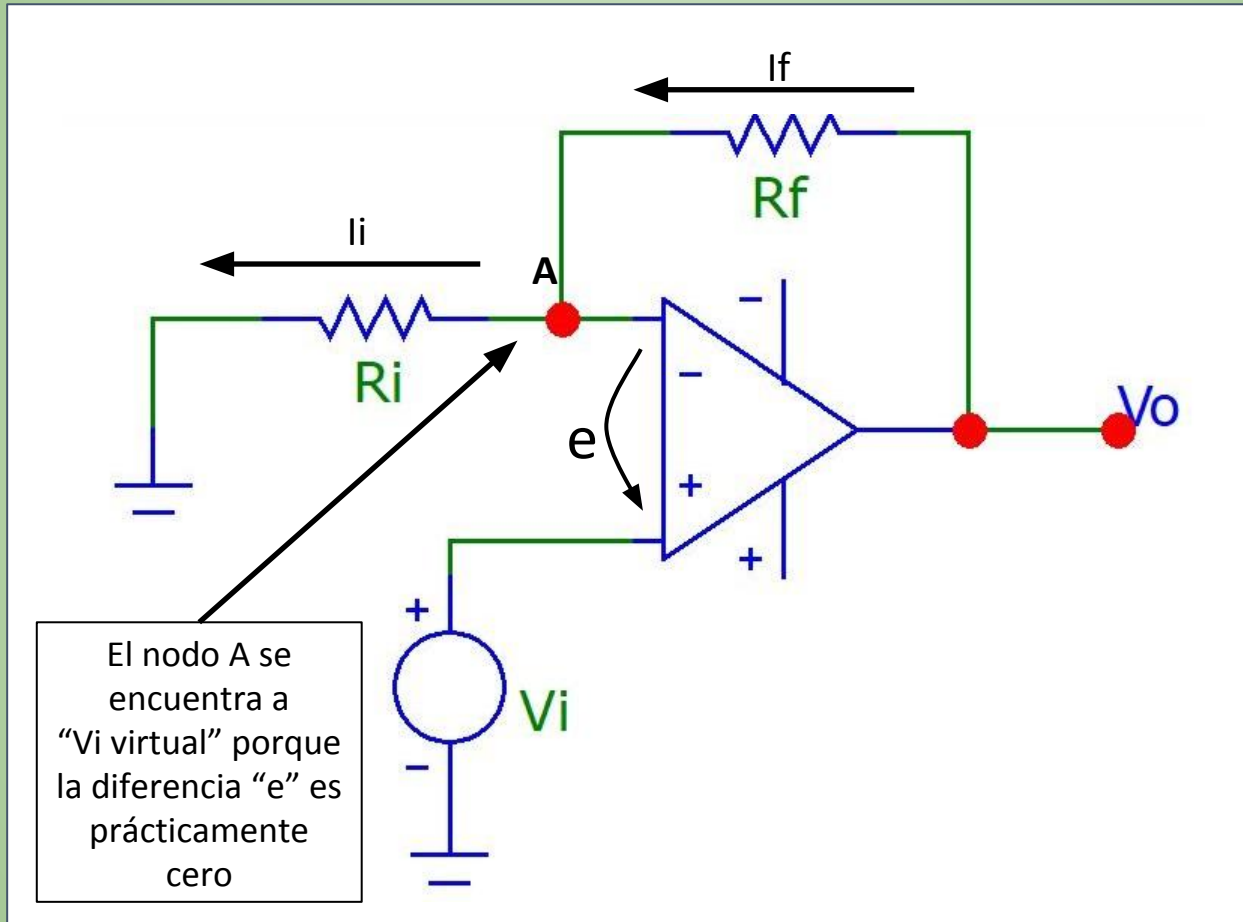 If
Rf
Ii
A
Ri
−
−
e
+
+
Vo
+
Vi
−
El nodo A se
encuentra a
“Vi virtual” porque
la diferencia “e” es
prácticamente
cero